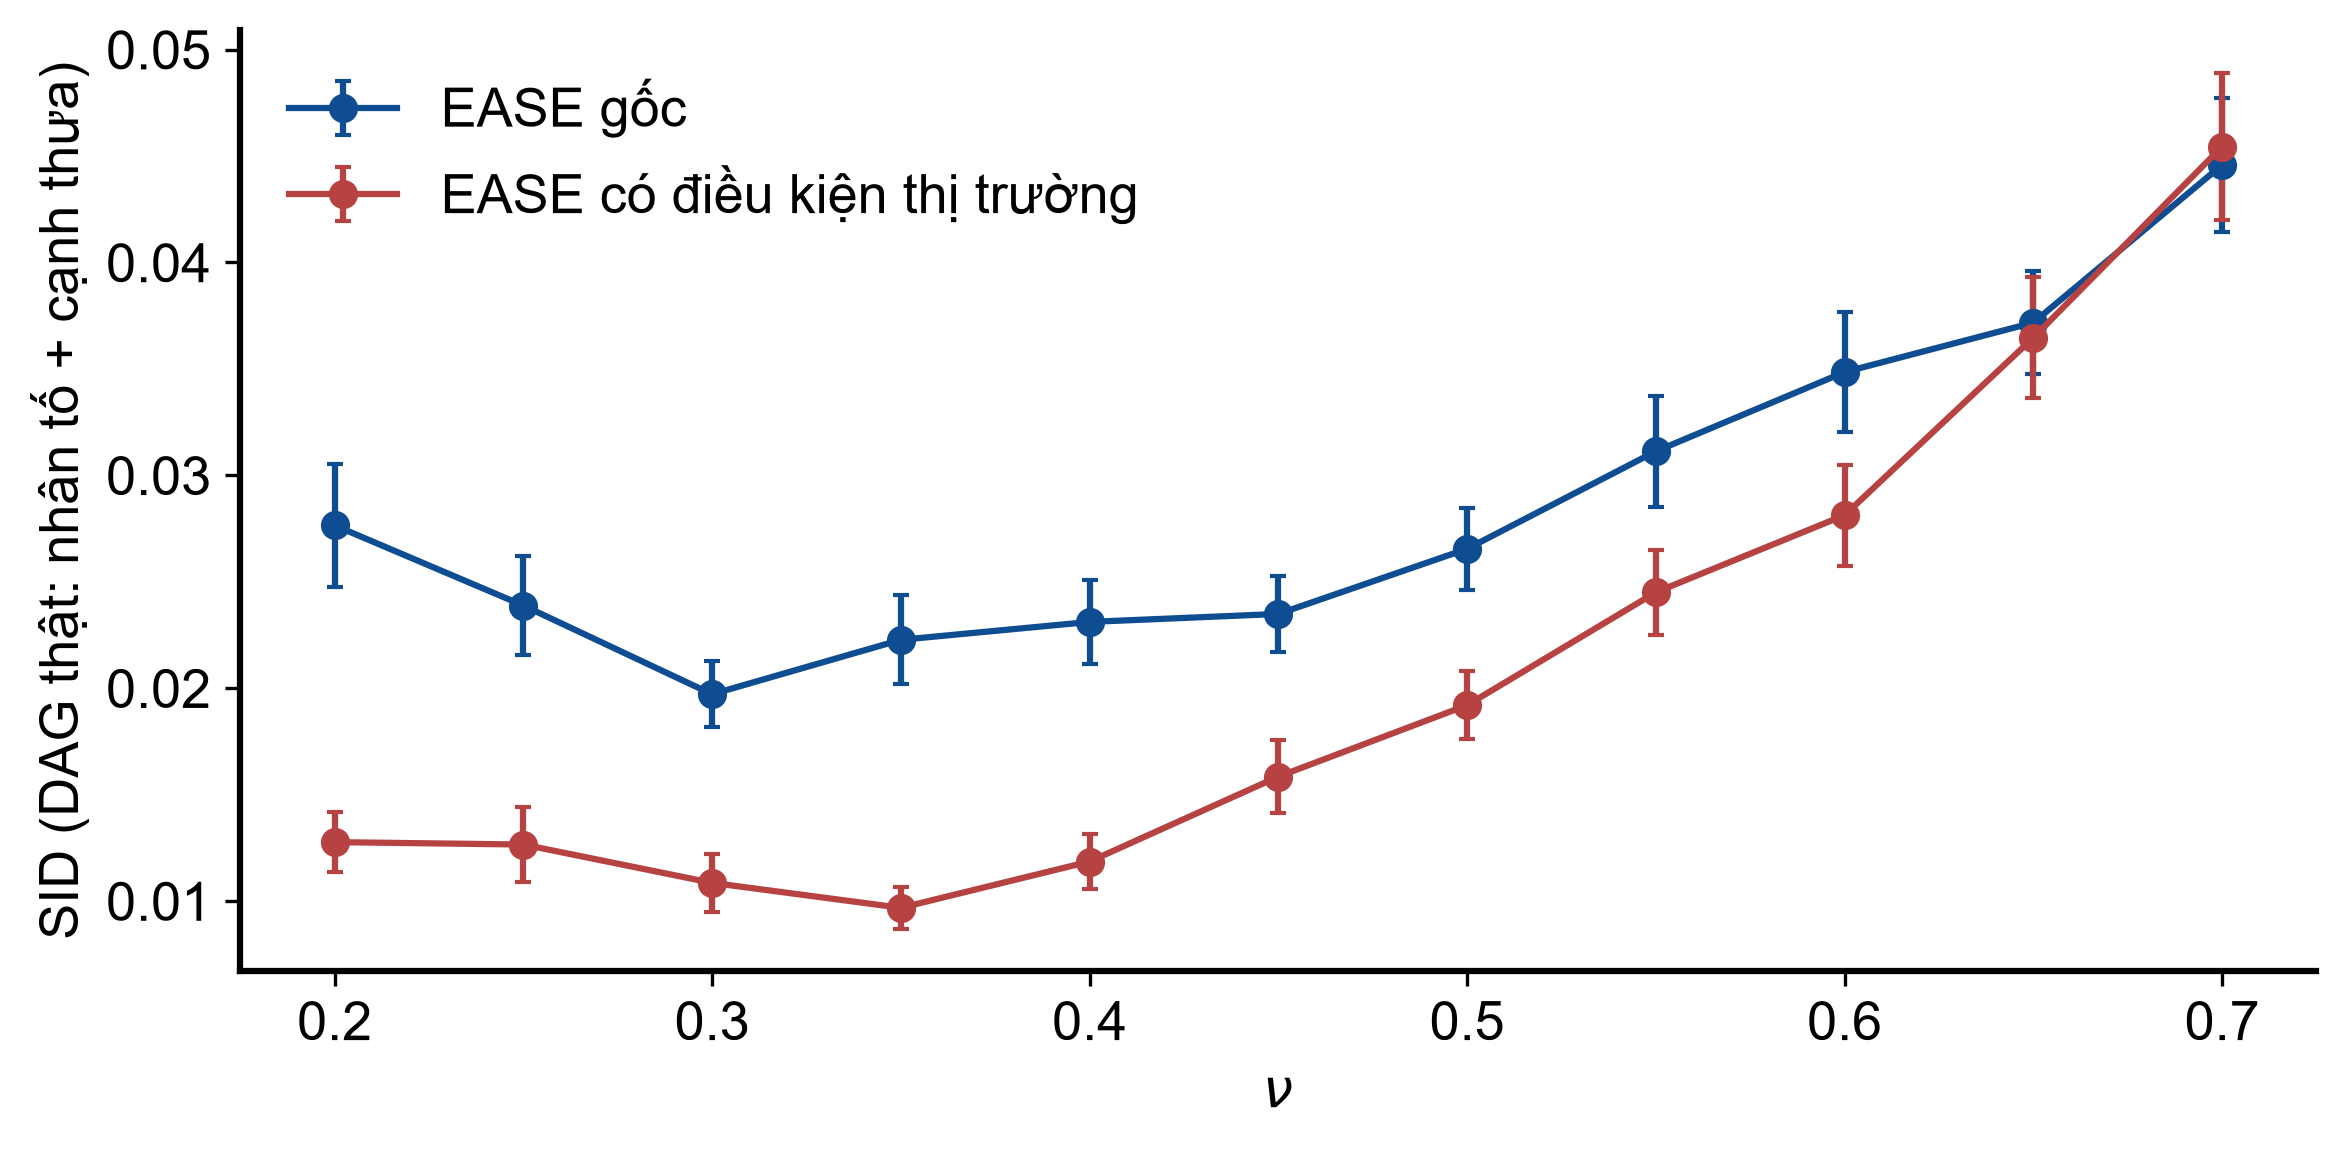 SID (DAG thật: nhân tố + cạnh thưa)
0.05
0.04
0.03
0.02
0.01
EASE gốc
EASE có điều kiện thị trường
0.2 0.3 0.4 0.5 0.6 0.7
ν